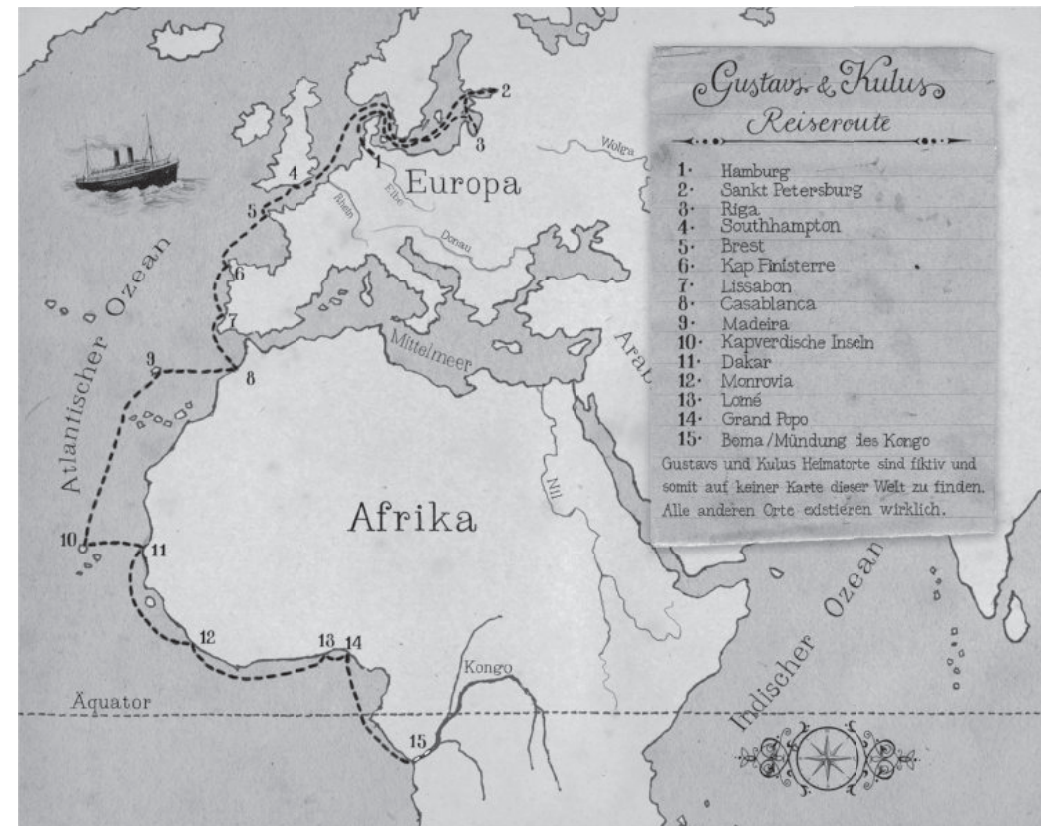 Gustavs & Kulus
Reiseroute
1· Hamburg
2· Sankt Petersburg
3· Riga
4· Southhampton
5· Brest
6· Kap Finisterre
7· Lissabon
8· Casablanca
9· Madeira
10· Kapverdische Inseln
11· Dakar
12· Monrovia
13· Lomé
14· Grand Popo
15· Boma/Mündung des Kongo
Gustavs und Kulus Heimatorte sind fiktiv und
somit auf keiner Karte dieser Welt zu finden.
Alle anderen Orte existieren wirklich.
2
3
1
Wolga
4
Europa
Elbe
Rhein
5
Donau
Atlantischer Ozean
6
7
Mittelmeer
9
8
Nil
Afrika
10
11
Indischer Ozean
12
13
14
Kongo
Äquator
15